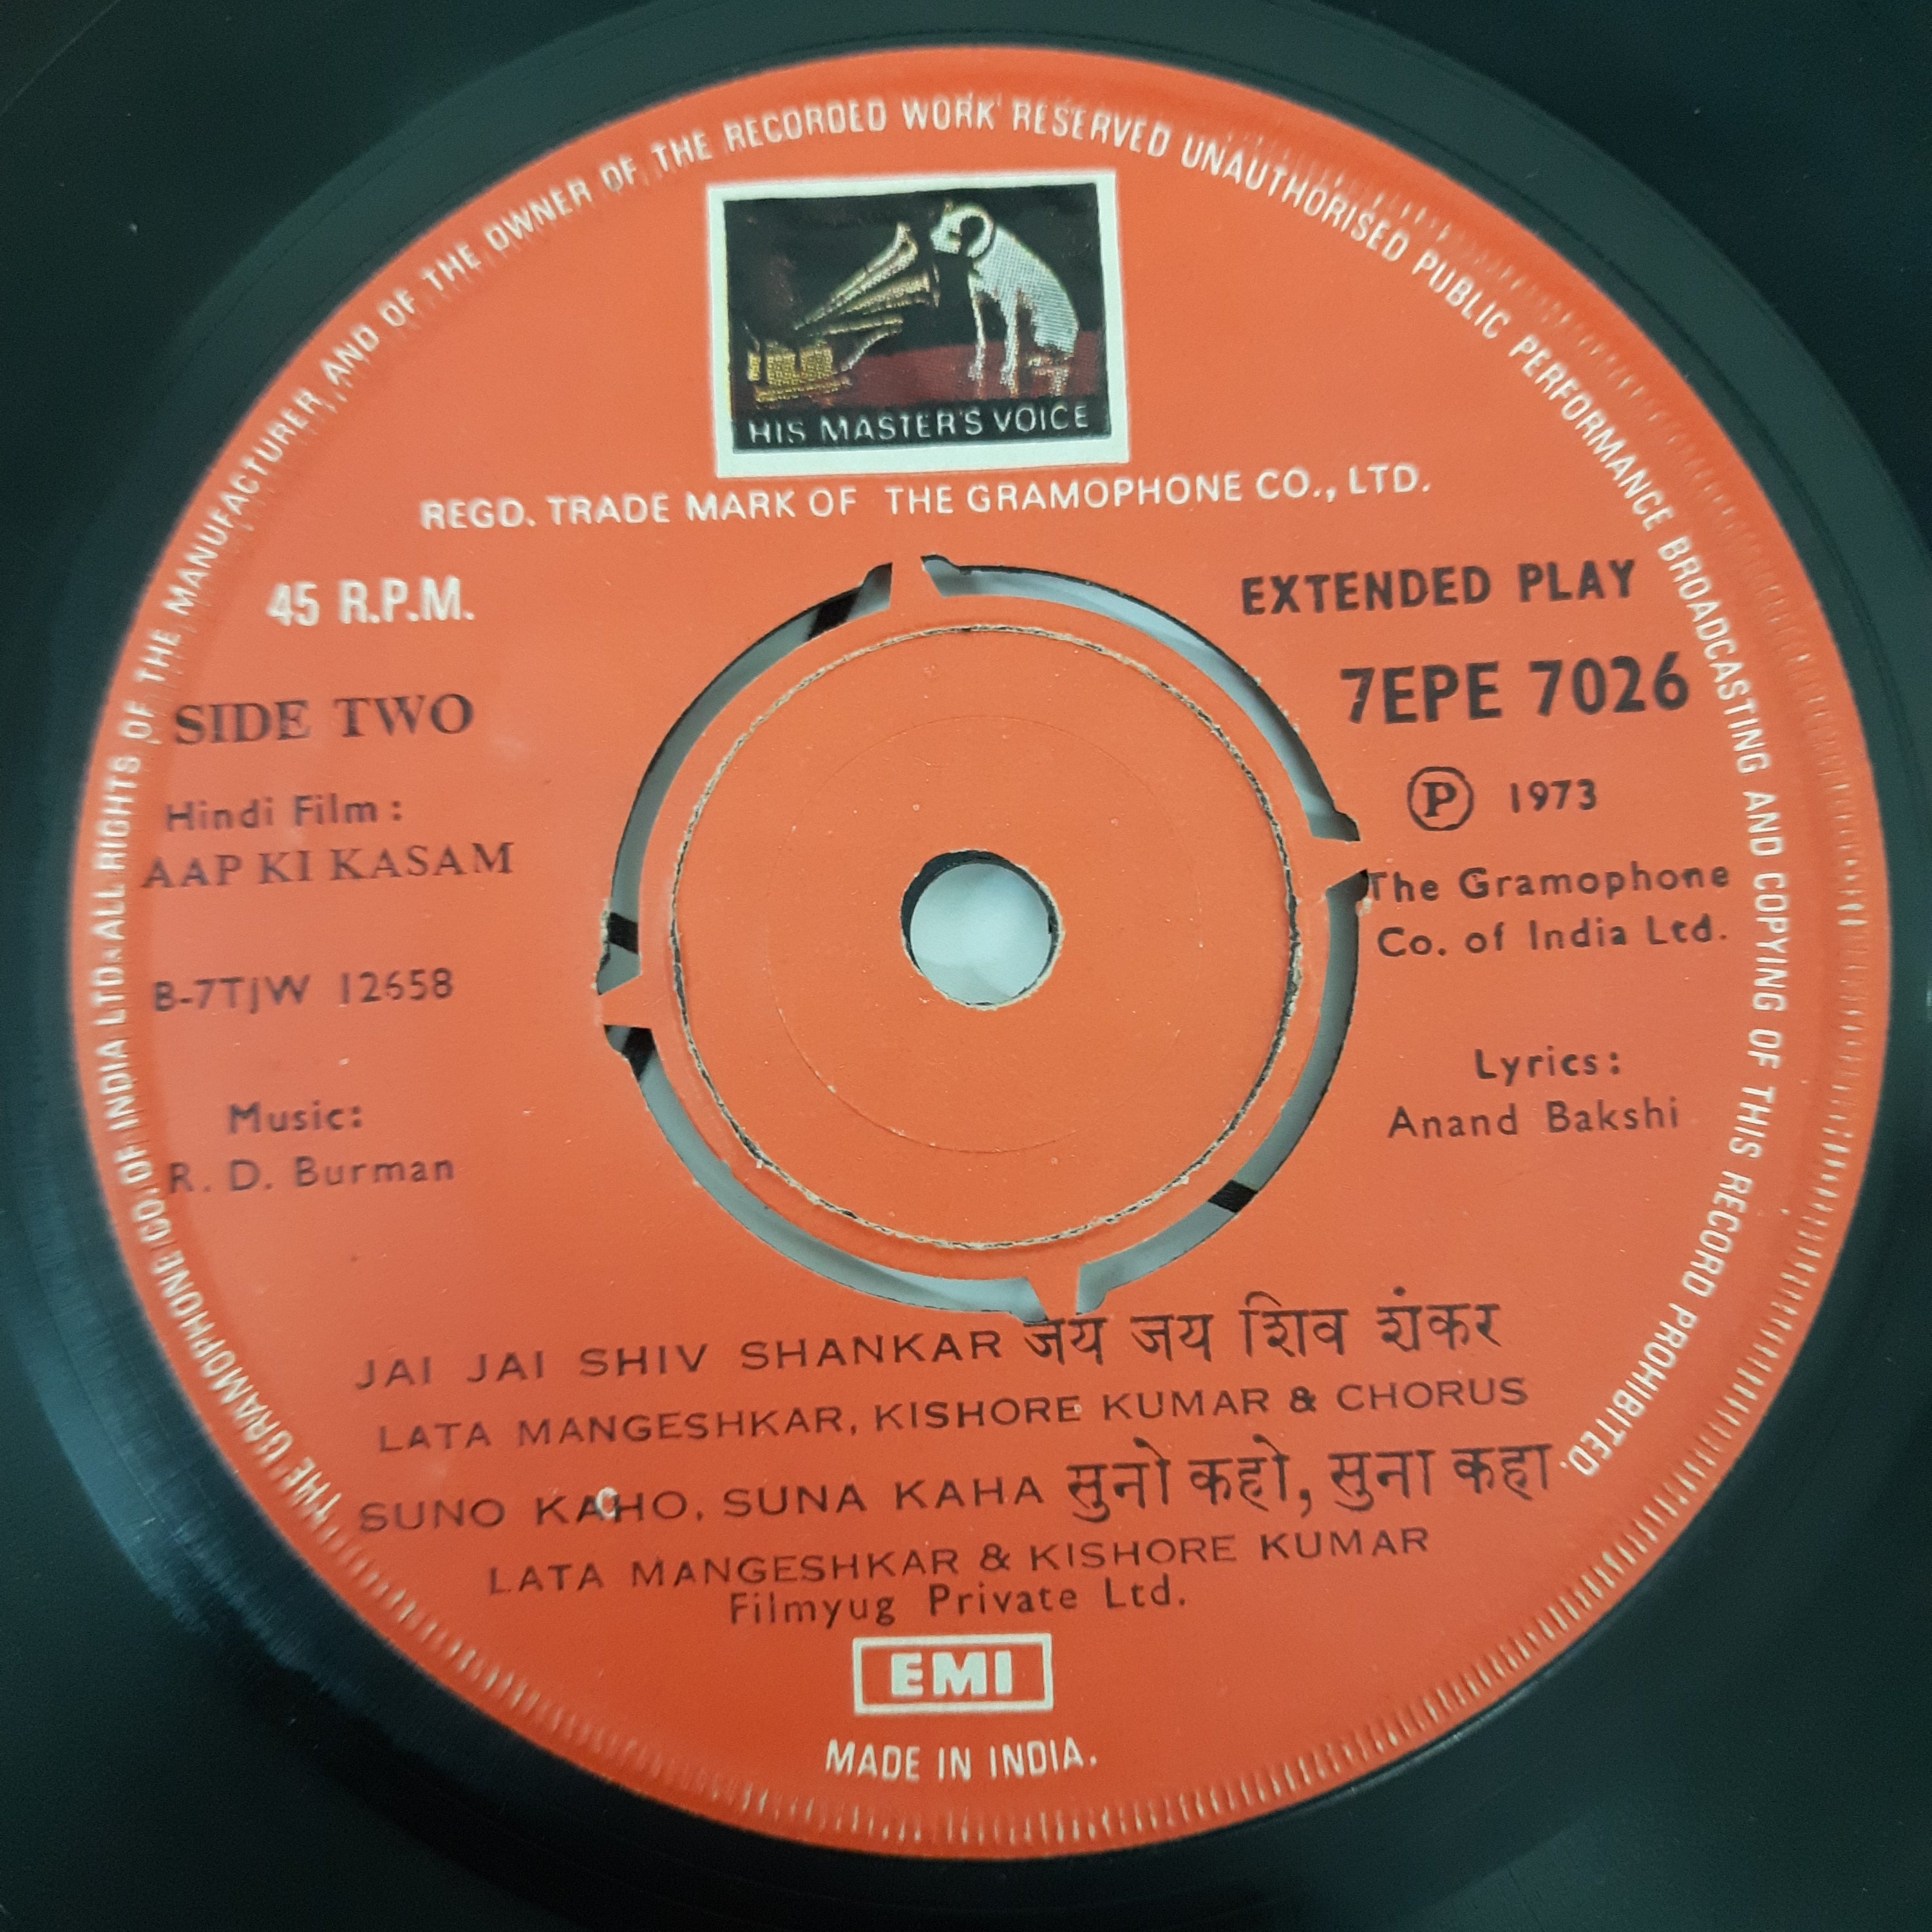 THE GRAMOPHONE CO. OF INDIA LTD. ALL RIGHTS OF THE MANUFACTURER AND OF THE OWNER OF THE RECORDED WORK RESERVED UNAUTHORISED PUBLIC PERFORMANCE BROADCASTING AND COPYING OF THIS RECORD PROHIBITED.
HIS MASTER'S VOICE
REGD. TRADE MARK OF THE GRAMOPHONE CO., LTD.
45 R.P.M.
EXTENDED PLAY
SIDE TWO
7EPE 7026
Hindi Film :
AAP KI KASAM
Ⓟ 1973
The Gramophone
Co. of India Ltd.
B-7TJW 12658
Music:
R. D. Burman
Lyrics:
Anand Bakshi
JAI JAI SHIV SHANKAR जय जय शिव शंकर
LATA MANGESHKAR, KISHORE KUMAR & CHORUS
SUNO KAHO, SUNA KAHA सुनो कहो, सुना कहा
LATA MANGESHKAR & KISHORE KUMAR
Filmyug Private Ltd.
EMI
MADE IN INDIA.